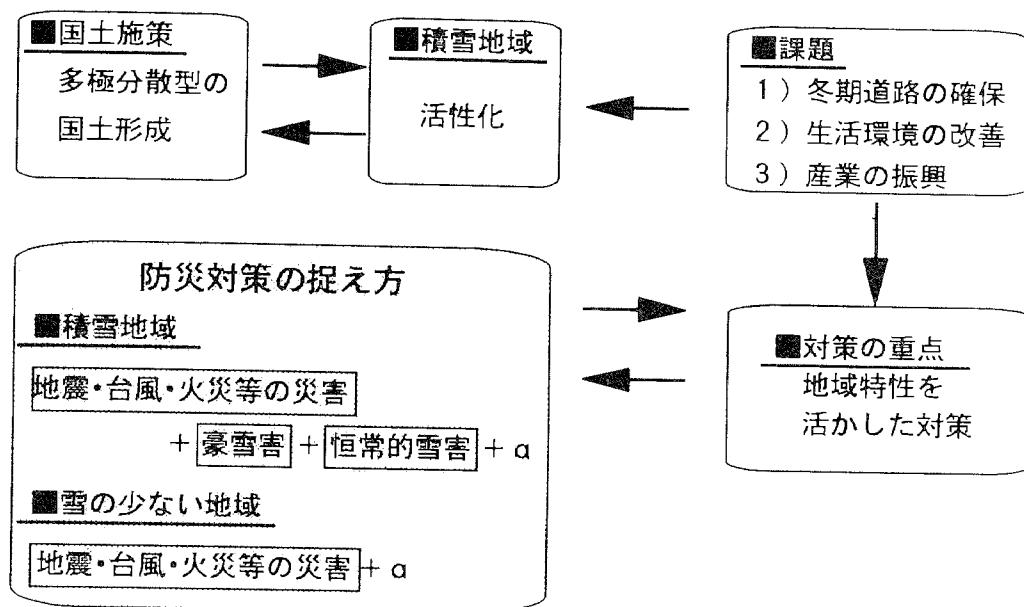 ■国土施策
多極分散型の
国土形成
■積雪地域
活性化
■課題
1）冬期道路の確保
2）生活環境の改善
3）産業の振興
防災対策の捉え方
■積雪地域
地震・台風・火災等の災害
+豪雪害+恒常的雪害+α
■雪の少ない地域
地震・台風・火災等の災害+α
■対策の重点
地域特性を
活かした対策